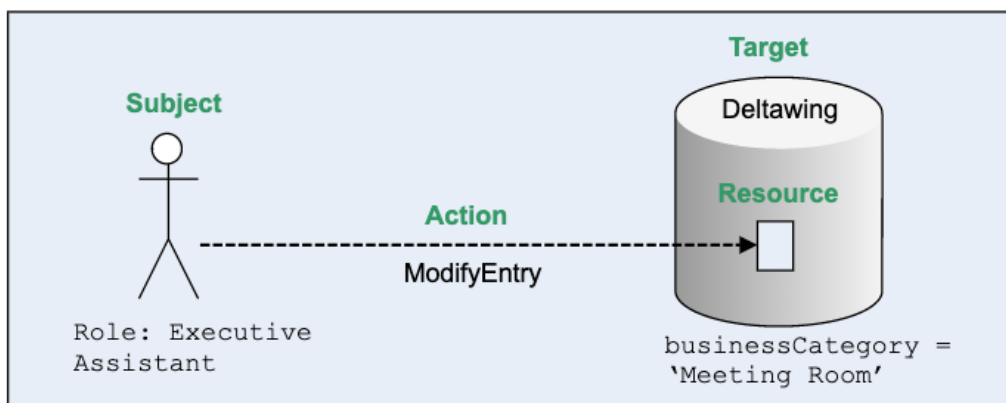 Target
Subject
Deltawing
Resource
Action
ModifyEntry
Role: Executive
Assistant
businessCategory =
‘Meeting Room’